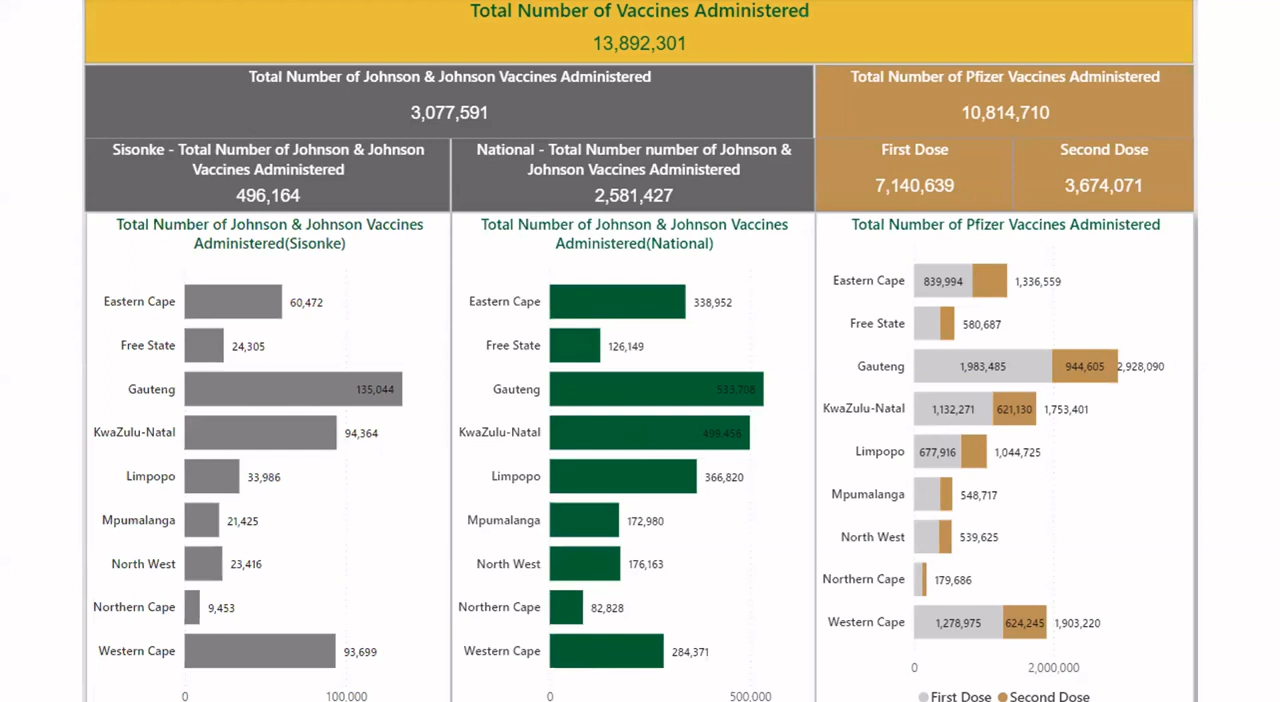 Total Number of Vaccines Administered
13,892,301
Total Number of Johnson & Johnson Vaccines Administered
3,077,591
Total Number of Pfizer Vaccines Administered
10,814,710
Sisonke - Total Number of Johnson & Johnson
Vaccines Administered
496,164
National - Total Number number of Johnson &
Johnson Vaccines Administered
2,581,427
First Dose
7,140,639
Second Dose
3,674,071
Total Number of Johnson & Johnson Vaccines
Administered(Sisonke)
Eastern Cape 60,472
Free State 24,305
Gauteng 135,044
KwaZulu-Natal 94,364
Limpopo 33,986
Mpumalanga 21,425
North West 23,416
Northern Cape 9,453
Western Cape 93,699
0 100,000
Total Number of Johnson & Johnson Vaccines
Administered(National)
Eastern Cape 338,952
Free State 126,149
Gauteng 533,708
KwaZulu-Natal 499,456
Limpopo 366,820
Mpumalanga 172,980
North West 176,163
Northern Cape 82,828
Western Cape 284,371
0 500,000
Total Number of Pfizer Vaccines Administered
Eastern Cape 839,994 1,336,559
Free State 580,687
Gauteng 1,983,485 944,605 2,928,090
KwaZulu-Natal 1,132,271 621,130 1,753,401
Limpopo 677,916 1,044,725
Mpumalanga 548,717
North West 539,625
Northern Cape 179,686
Western Cape 1,278,975 624,245 1,903,220
0 2,000,000
First Dose Second Dose